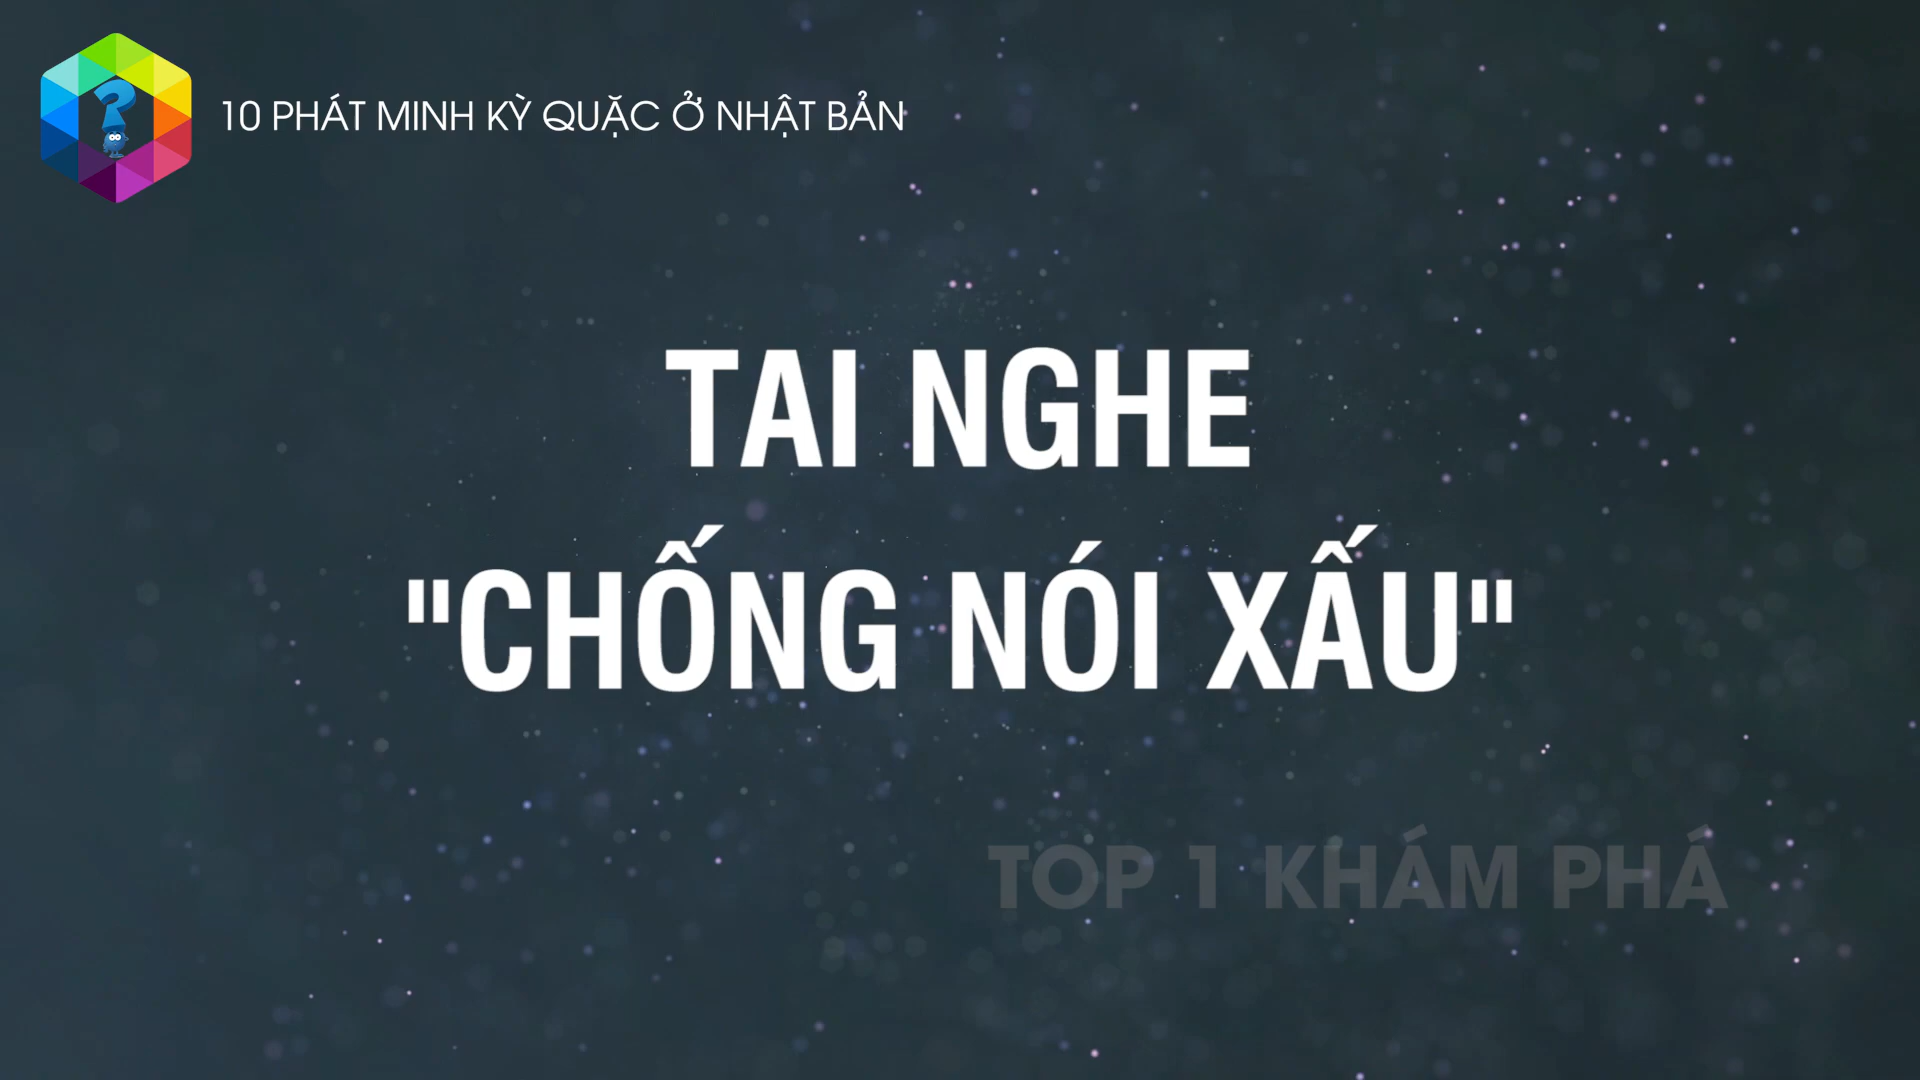 10 PHÁT MINH KỲ QUẶC Ở NHẬT BẢN
TAI NGHE
"CHỐNG NÓI XẤU"
TOP 1 KHÁM PHÁ